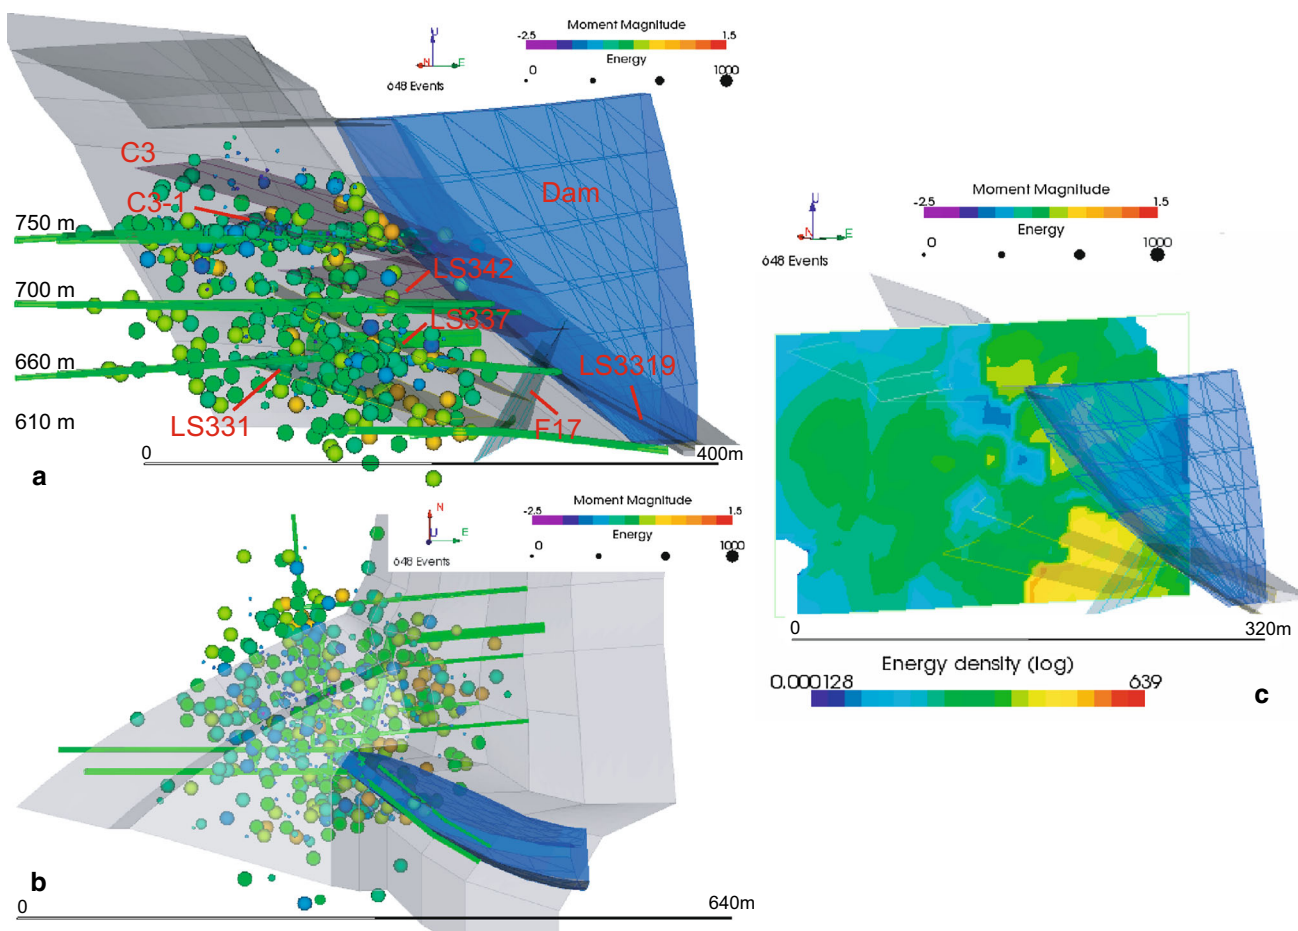 U
N E
648 Events
Moment Magnitude
-2.5 1.5
Energy
0 1000
C3
C3-1
Dam
750 m
LS342
700 m
LS337
660 m
LS3319
LS331
F17
610 m
0 400m
a
N
U E
648 Events
Moment Magnitude
-2.5 1.5
Energy
0 1000
b
0 640m
U
N E
648 Events
Moment Magnitude
-2.5 1.5
Energy
0 1000
0 320m
Energy density (log)
0.000128 639
c